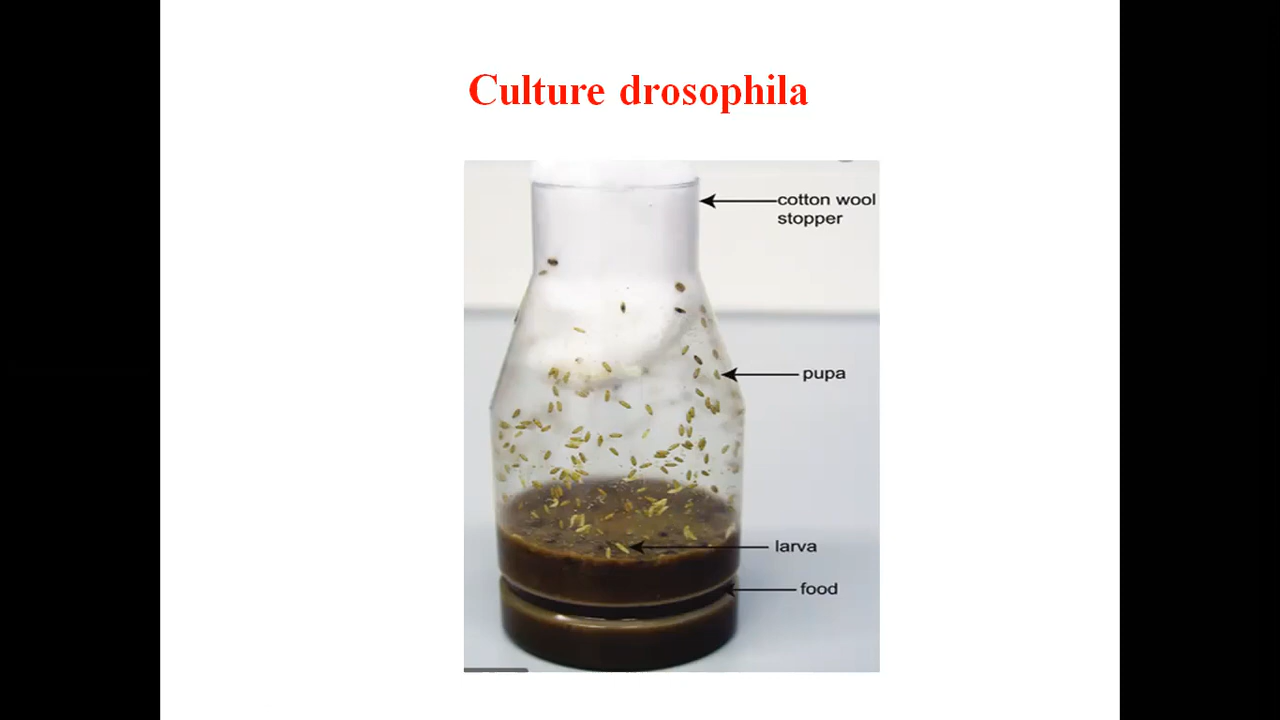 Culture drosophila
cotton wool
stopper
pupa
larva
food